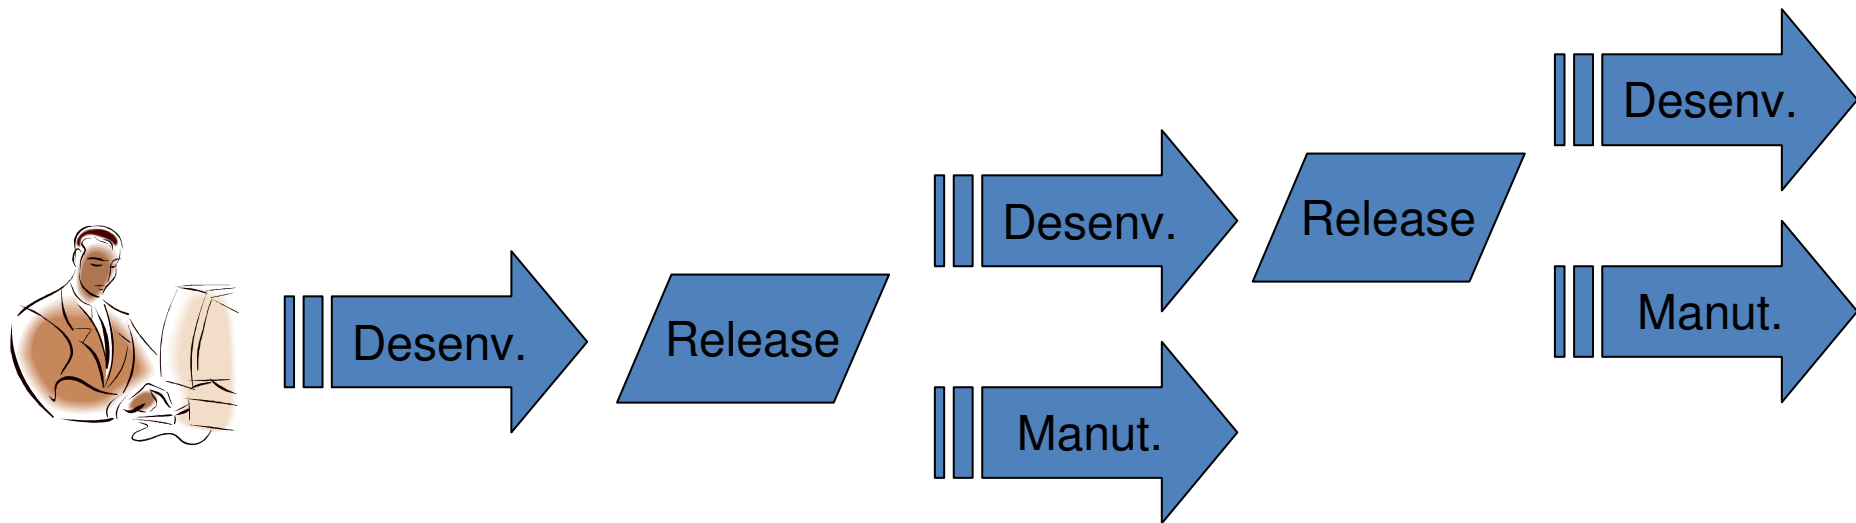 Desenv.
Release
Desenv.
Manut.
Release
Desenv.
Manut.